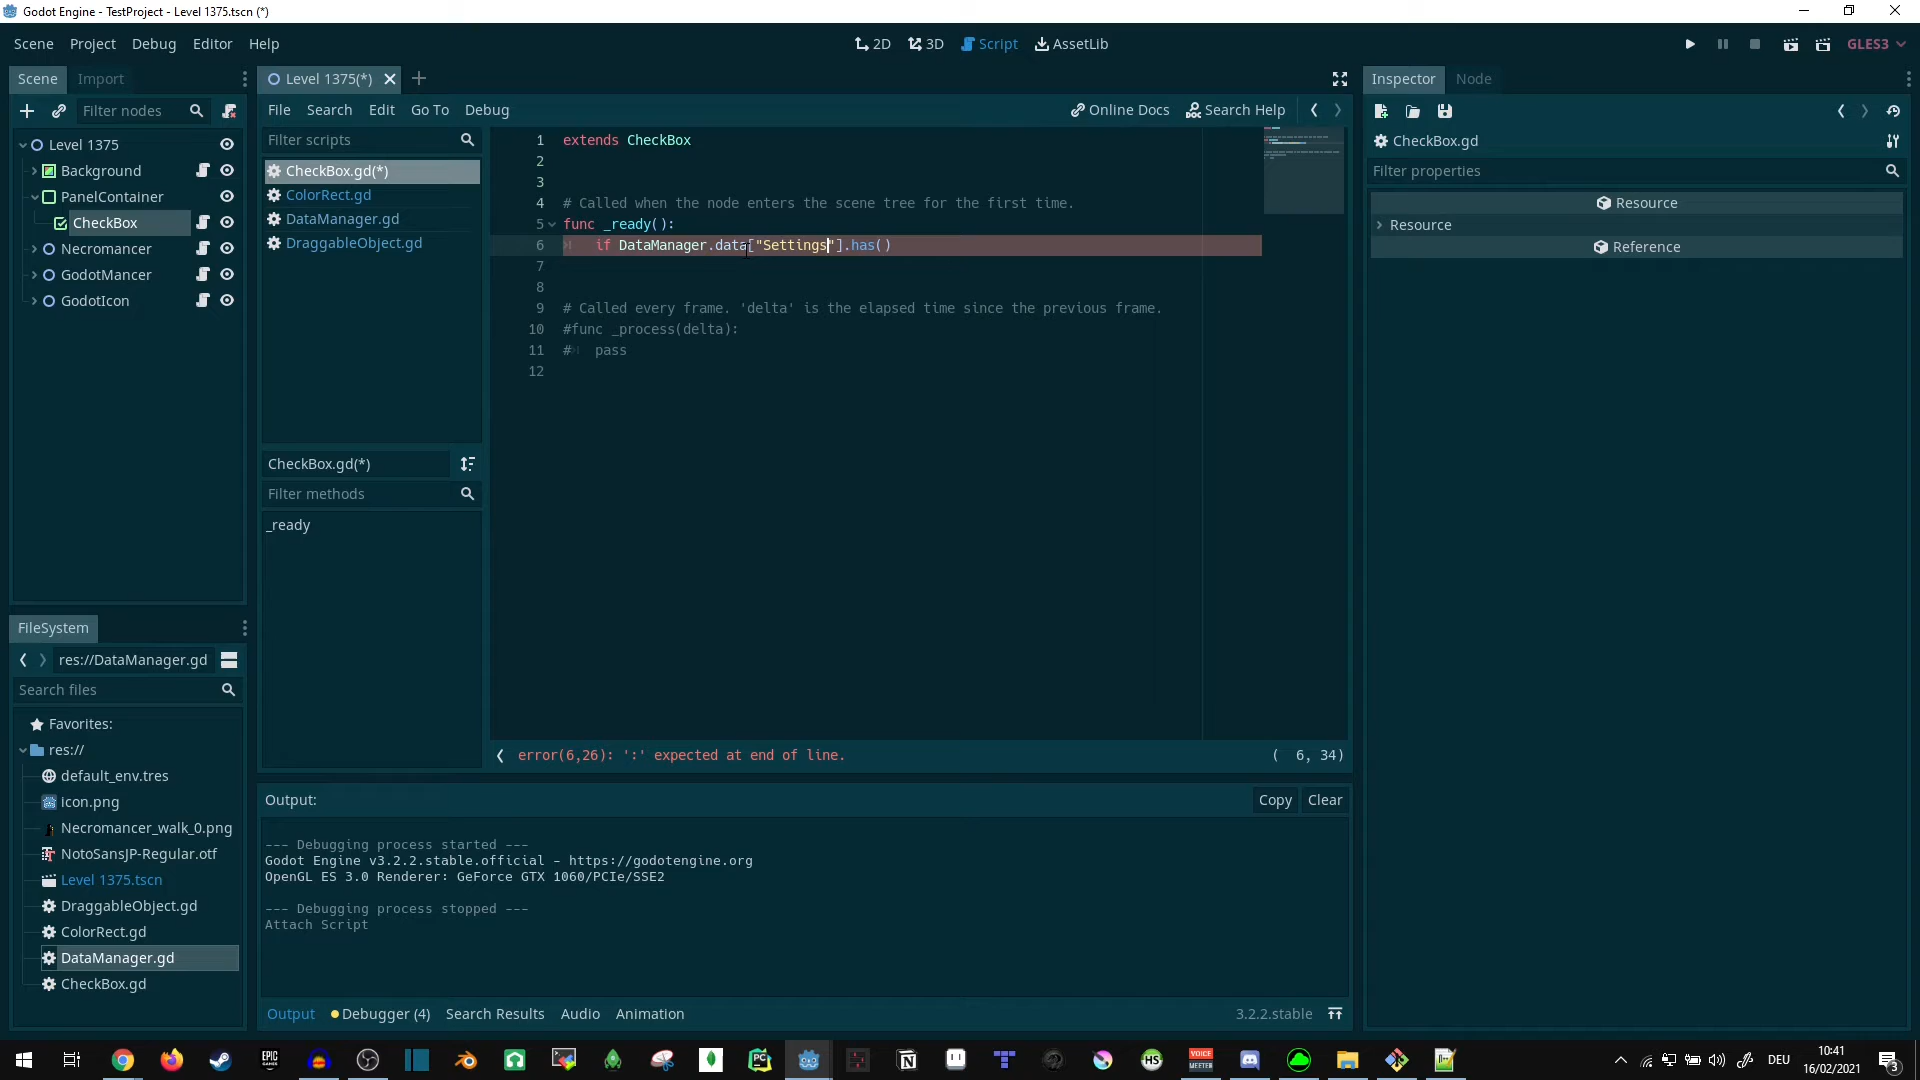 Godot Engine - TestProject - Level 1375.tscn (*)
Scene Project Debug Editor Help
2D 3D Script AssetLib
GLES3
Scene Import
Filter nodes
Level 1375
Background
PanelContainer
CheckBox
Necromancer
GodotMancer
GodotIcon
FileSystem
res://DataManager.gd
Search files
Favorites:
res://
default_env.tres
icon.png
Necromancer_walk_0.png
NotoSansJP-Regular.otf
Level 1375.tscn
DraggableObject.gd
ColorRect.gd
DataManager.gd
CheckBox.gd
Level 1375(*)
File Search Edit Go To Debug
Online Docs Search Help
Filter scripts
CheckBox.gd(*)
ColorRect.gd
DataManager.gd
DraggableObject.gd
CheckBox.gd(*)
Filter methods
_ready
1 extends CheckBox
2
3
4 # Called when the node enters the scene tree for the first time.
5 func _ready():
6 if DataManager.data["Settings"].has()
7
8
9 # Called every frame. 'delta' is the elapsed time since the previous frame.
10 #func _process(delta):
11 # pass
12
error(6,26): ':' expected at end of line.
( 6, 34)
Output:
Copy Clear
--- Debugging process started ---
Godot Engine v3.2.2.stable.official - https://godotengine.org
OpenGL ES 3.0 Renderer: GeForce GTX 1060/PCIe/SSE2
--- Debugging process stopped ---
Attach Script
Output Debugger (4) Search Results Audio Animation
3.2.2.stable
Inspector Node
CheckBox.gd
Filter properties
Resource
Resource
Reference
EPIC GAMES
PC
HS
VOICE MEETER
DEU
10:41
16/02/2021
3